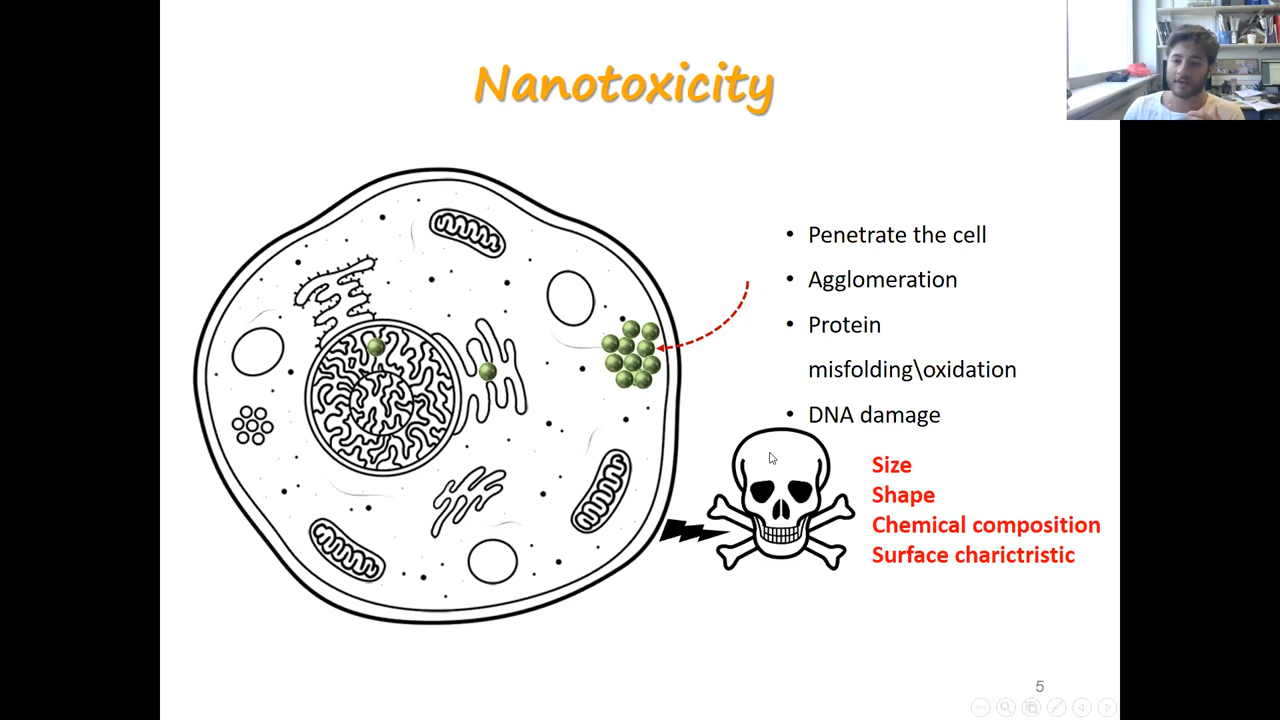 Nanotoxicity
• Penetrate the cell
• Agglomeration
• Protein
misfolding\oxidation
• DNA damage
Size
Shape
Chemical composition
Surface charictristic
5